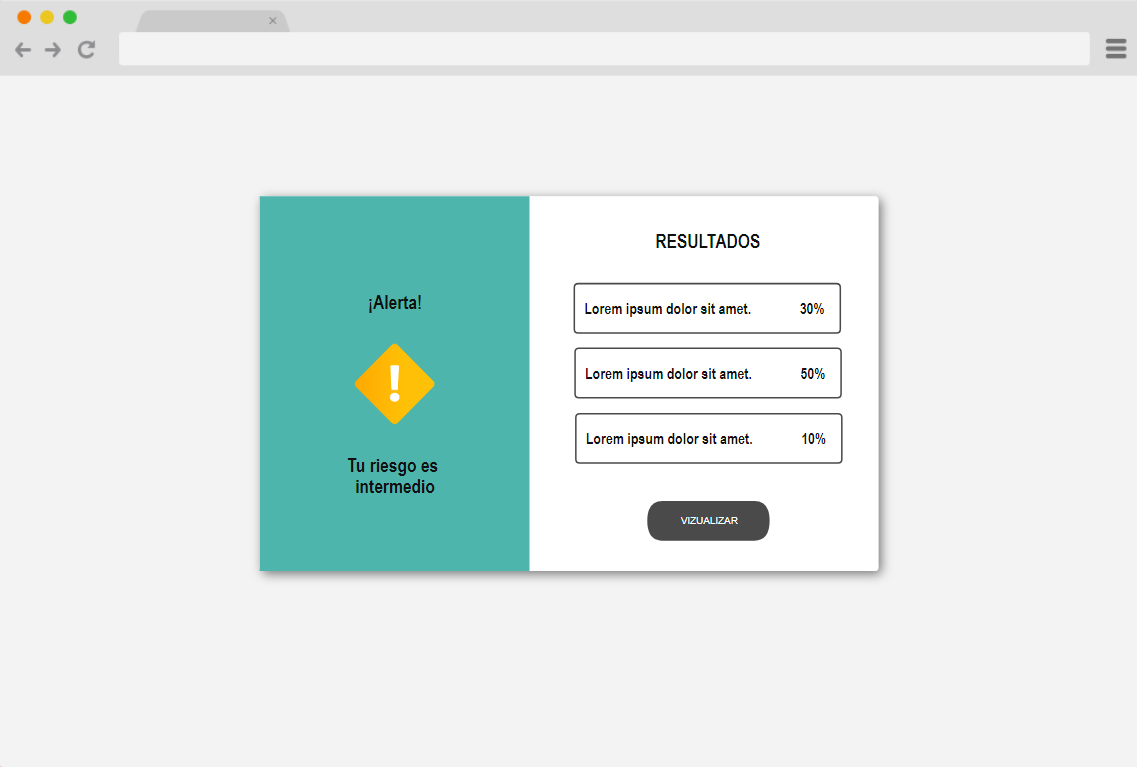 ¡Alerta!
!
Tu riesgo es
intermedio
RESULTADOS
Lorem ipsum dolor sit amet. 30%
Lorem ipsum dolor sit amet. 50%
Lorem ipsum dolor sit amet. 10%
VIZUALIZAR